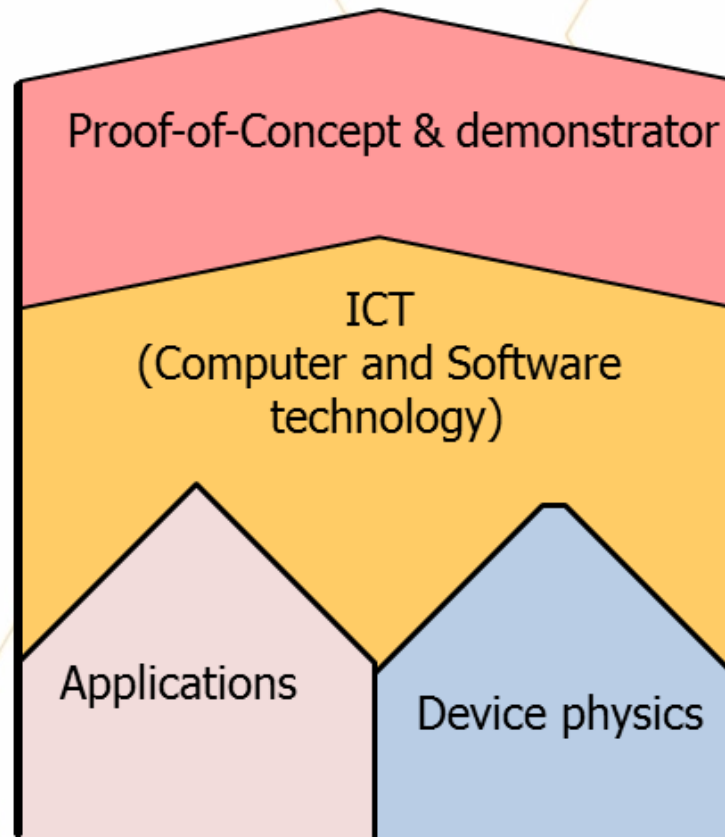 Proof-of-Concept & demonstrator
ICT
(Computer and Software
technology)
Applications
Device physics